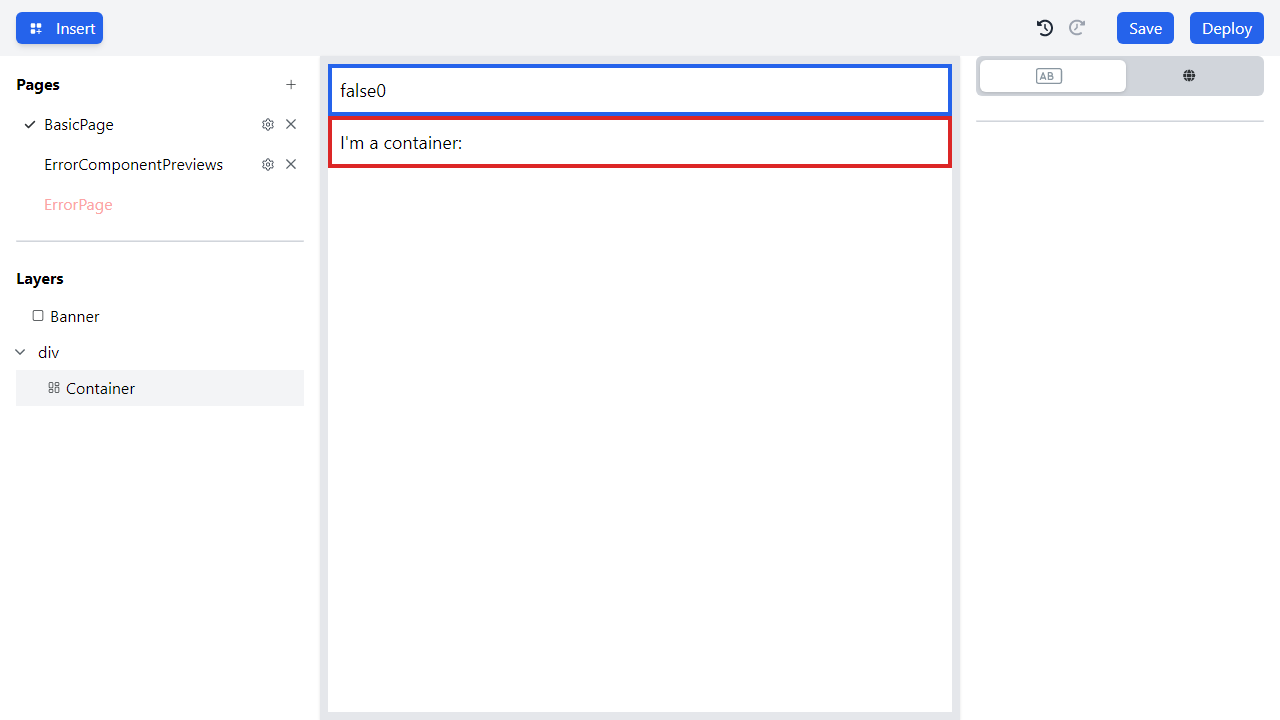 Insert
Save
Deploy
Pages
BasicPage
ErrorComponentPreviews
ErrorPage
Layers
Banner
div
Container
false0
I'm a container:
AB